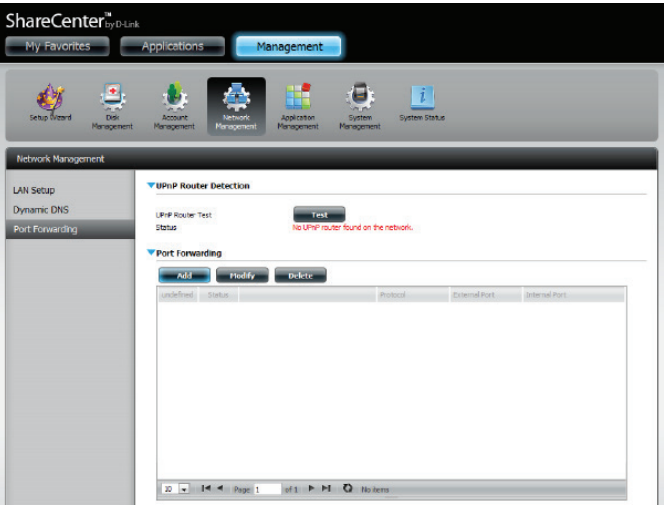 ShareCenter™ by D-Link
My Favorites Applications Management
Setup Wizard Disk Management Account Management Network Management Application Management System Management System Status
Network Management
LAN Setup
Dynamic DNS
Port Forwarding
UPnP Router Detection
UPnP Router Test Test
Status No UPnP router found on the network.
Port Forwarding
Add Modify Delete
undefined Status Protocol External Port Internal Port
10 Page 1 of 1 No items